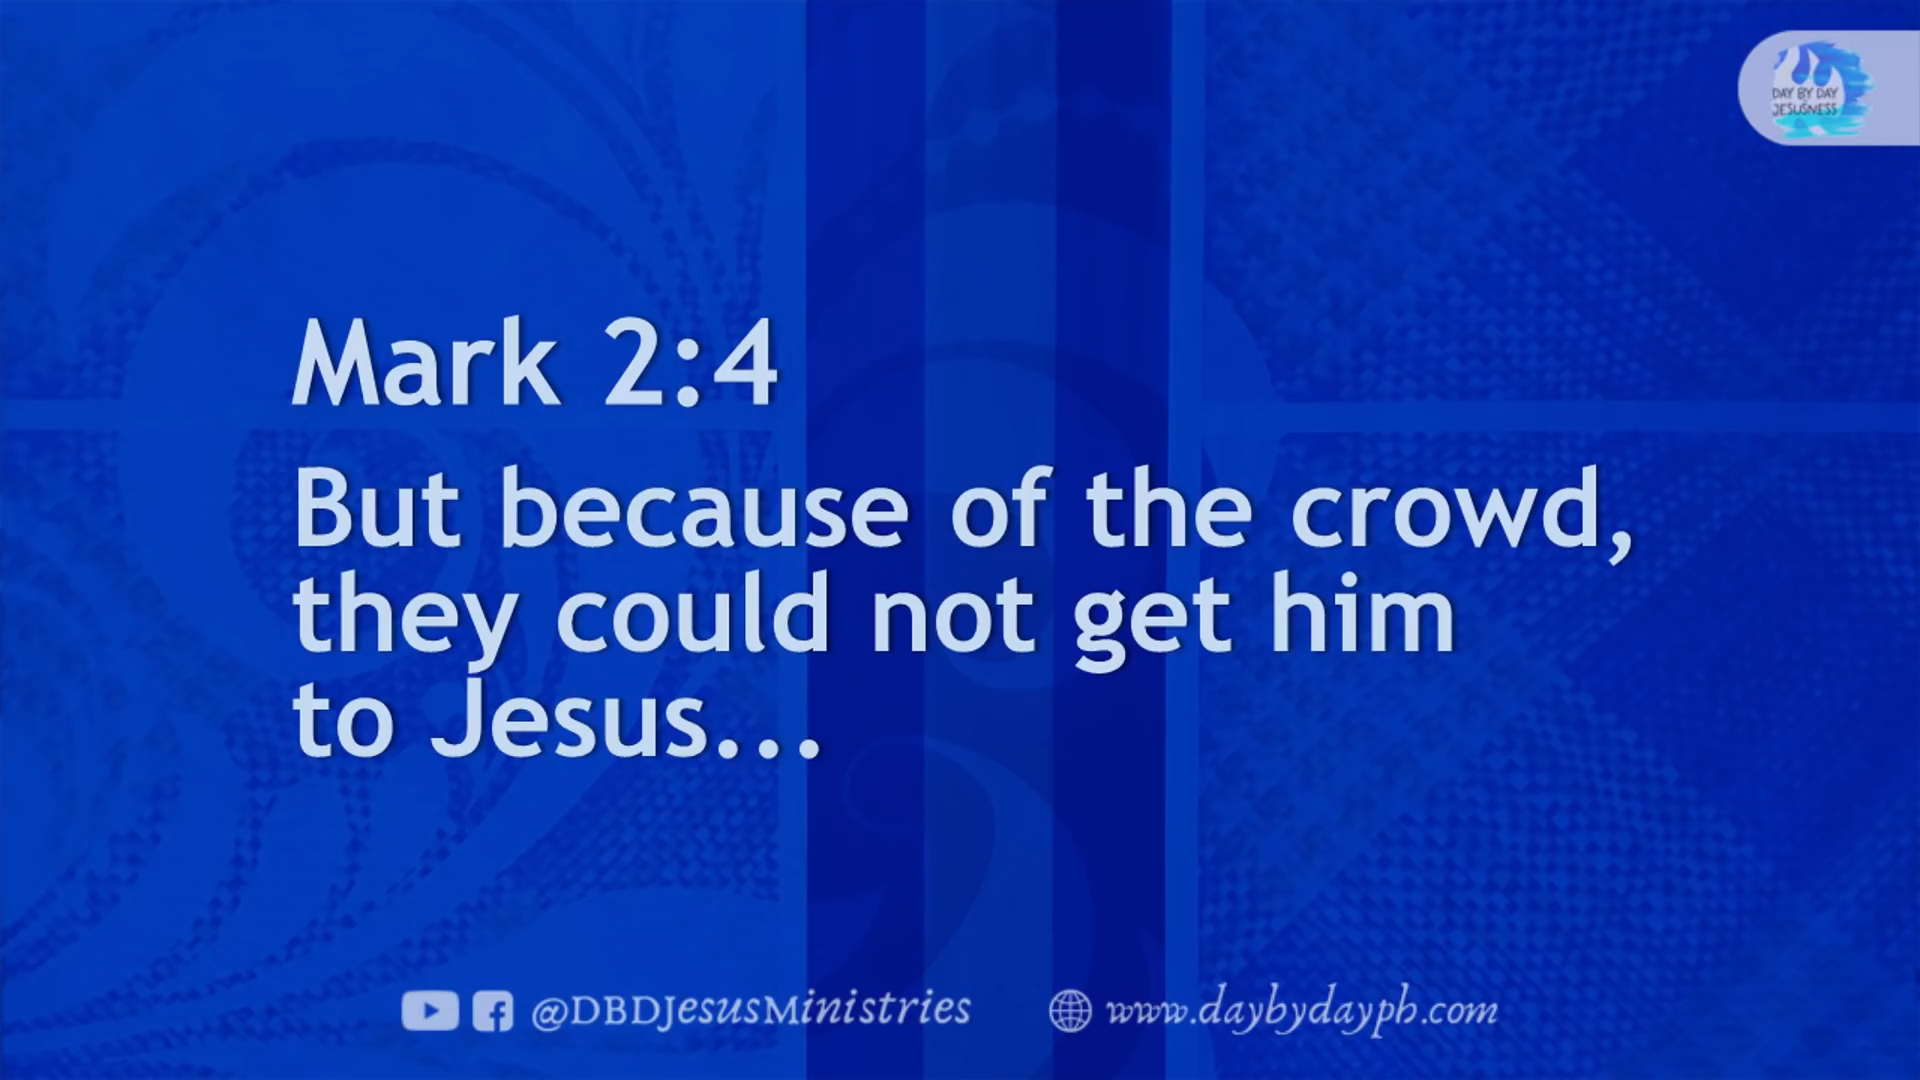 DAY BY DAY
JESUSNESS
Mark 2:4
But because of the crowd,
they could not get him
to Jesus...
@DBDJesusMinistries
www.daybydayph.com